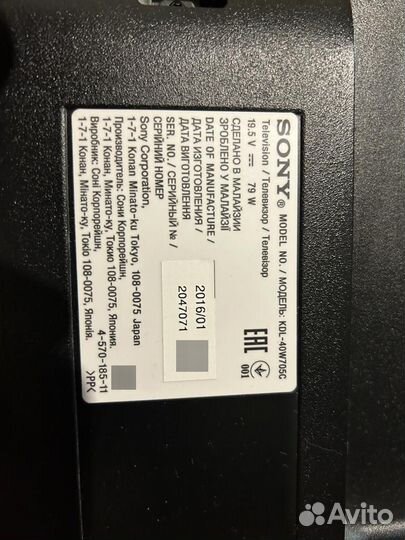 SONY® MODEL NO. / МОДЕЛЬ: KDL-40W705C
Television / Телевизор / Телевізор
19.5 V ⎓ 79 W
СДЕЛАНО В МАЛАЙЗИИ
ЗРОБЛЕНО У МАЛАЙЗІЇ
DATE OF MANUFACTURE /
ДАТА ИЗГОТОВЛЕНИЯ /
ДАТА ВИГОТОВЛЕННЯ
2016/01
SER. NO. / СЕРИЙНЫЙ № /
СЕРІЙНИЙ НОМЕР
2047071
EAC
001
Sony Corporation,
1-7-1 Konan Minato-ku Tokyo, 108-0075 Japan
Производитель: Сони Корпорейшн,
1-7-1 Конан, Минато-ку, Токио 108-0075, Япония.
Виробник: Соні Корпорейшн,
1-7-1 Конан, Мінато-ку, Токіо 108-0075, Японія.
4-570-185-11
>PP<
Avito